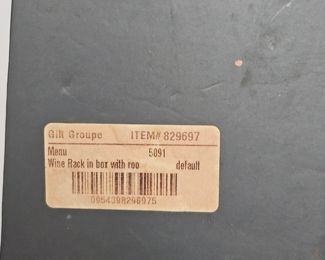 Gilt Groupe ITEM# 829697
Menu 5091
Wine Rack in box with roo default
0954398296975